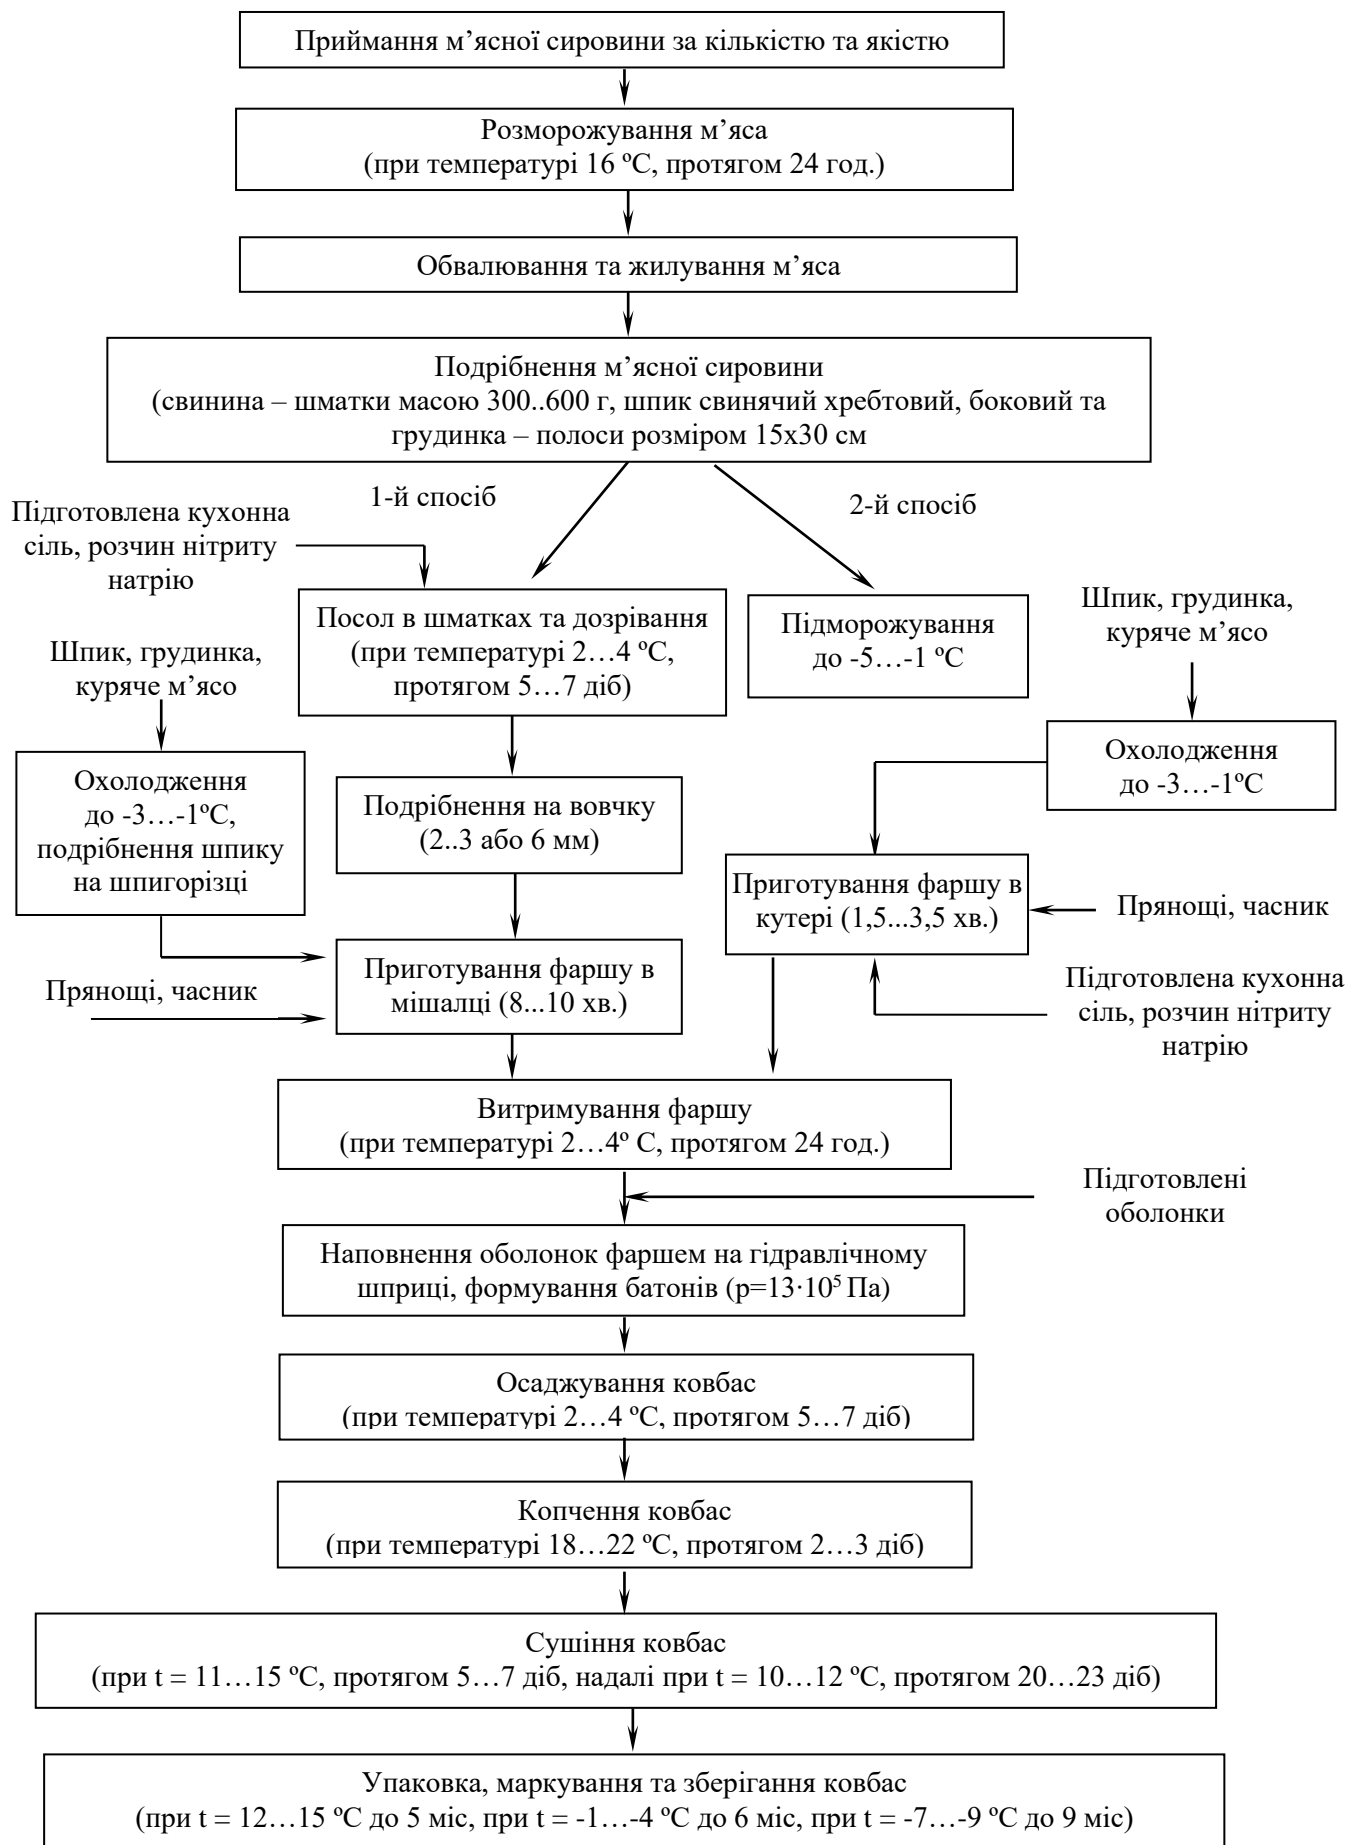 Приймання м’ясної сировини за кількістю та якістю
Розморожування м’яса
(при температурі 16 ºС, протягом 24 год.)
Обвалювання та жилування м’яса
Подрібнення м’ясної сировини
(свинина – шматки масою 300..600 г, шпик свинячий хребтовий, боковий та
грудинка – полоси розміром 15х30 см
1-й спосіб
2-й спосіб
Підготовлена кухонна
сіль, розчин нітриту
натрію
Посол в шматках та дозрівання
(при температурі 2…4 ºС,
протягом 5…7 діб)
Підморожування
до -5…-1 ºС
Шпик, грудинка,
куряче м’ясо
Шпик, грудинка,
куряче м’ясо
Охолодження
до -3…-1ºС,
подрібнення шпику
на шпигорізці
Подрібнення на вовчку
(2..3 або 6 мм)
Охолодження
до -3…-1ºС
Приготування фаршу в
кутері (1,5...3,5 хв.)
Прянощі, часник
Приготування фаршу в
мішалці (8...10 хв.)
Прянощі, часник
Підготовлена кухонна
сіль, розчин нітриту
натрію
Витримування фаршу
(при температурі 2…4º С, протягом 24 год.)
Підготовлені
оболонки
Наповнення оболонок фаршем на гідравлічному
шприці, формування батонів (р=13·10⁵ Па)
Осаджування ковбас
(при температурі 2…4 ºС, протягом 5…7 діб)
Копчення ковбас
(при температурі 18…22 ºС, протягом 2…3 діб)
Сушіння ковбас
(при t = 11…15 ºС, протягом 5…7 діб, надалі при t = 10…12 ºС, протягом 20…23 діб)
Упаковка, маркування та зберігання ковбас
(при t = 12…15 ºС до 5 міс, при t = -1…-4 ºС до 6 міс, при t = -7…-9 ºС до 9 міс)